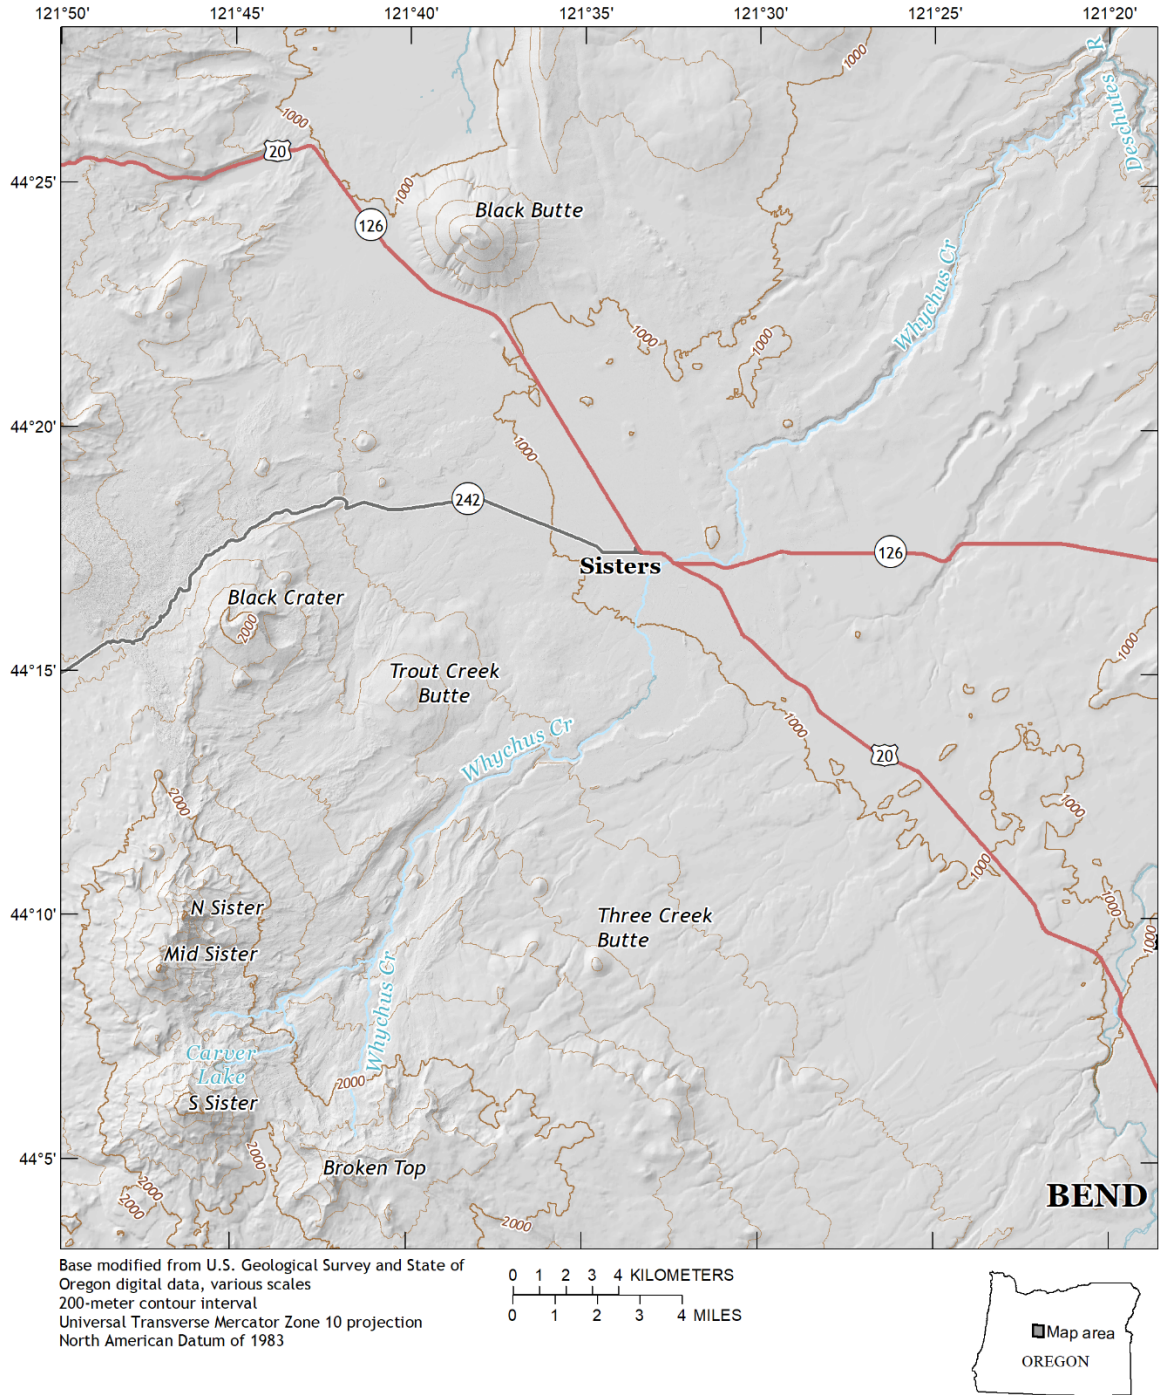 121°50' 121°45' 121°40' 121°35' 121°30' 121°25' 121°20'
1000
Deschutes R
1000
20
44°25'
1000
Black Butte
126
Whychus Cr
1000
1000
44°20'
1000
242
126
Sisters
Black Crater
2000
1000
44°15'
Trout Creek
Butte
1000
Whychus Cr
20
2000
1000
1000
44°10'
N Sister
1000
Three Creek
Butte
1000
Mid Sister
Whychus Cr
Carver
Lake
2000
S Sister
2000
44°5'
Broken Top
2000
2000
BEND
2000
Base modified from U.S. Geological Survey and State of
Oregon digital data, various scales
200-meter contour interval
Universal Transverse Mercator Zone 10 projection
North American Datum of 1983
0 1 2 3 4 KILOMETERS
0 1 2 3 4 MILES
Map area
OREGON